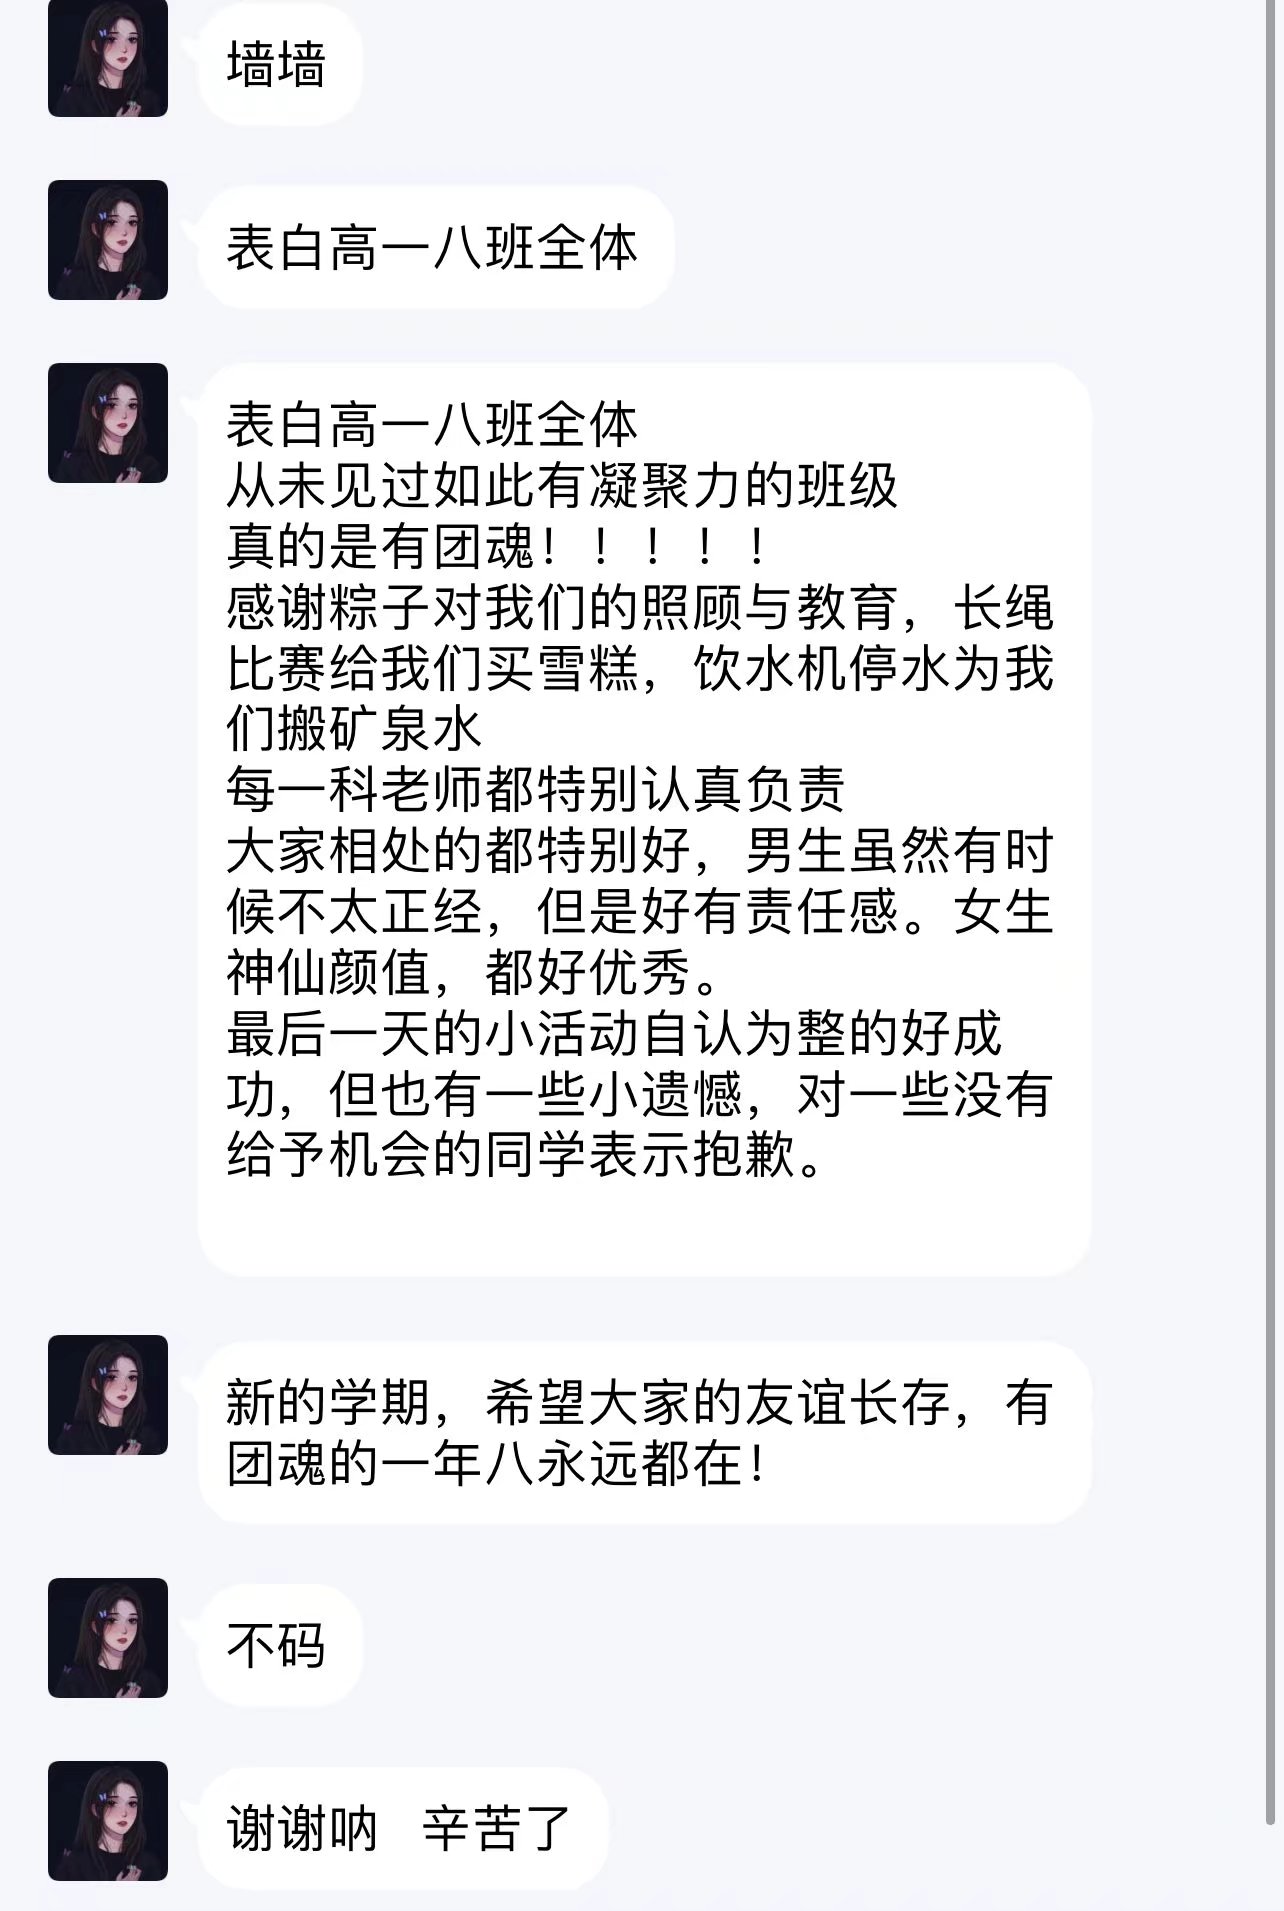 墙墙
表白高一八班全体
表白高一八班全体
从未见过如此有凝聚力的班级
真的是有团魂！！！！！
感谢粽子对我们的照顾与教育，长绳
比赛给我们买雪糕，饮水机停水为我
们搬矿泉水
每一科老师都特别认真负责
大家相处的都特别好，男生虽然有时
候不太正经，但是好有责任感。女生
神仙颜值，都好优秀。
最后一天的小活动自认为整的好成
功，但也有一些小遗憾，对一些没有
给予机会的同学表示抱歉。
新的学期，希望大家的友谊长存，有
团魂的一年八永远都在！
不码
谢谢呐 辛苦了